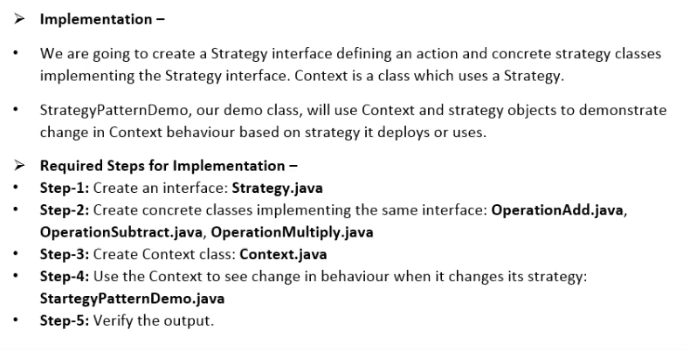 ➢ Implementation –
• We are going to create a Strategy interface defining an action and concrete strategy classes
implementing the Strategy interface. Context is a class which uses a Strategy.
• StrategyPatternDemo, our demo class, will use Context and strategy objects to demonstrate
change in Context behaviour based on strategy it deploys or uses.
➢ Required Steps for Implementation –
• Step-1: Create an interface: Strategy.java
• Step-2: Create concrete classes implementing the same interface: OperationAdd.java,
OperationSubtract.java, OperationMultiply.java
• Step-3: Create Context class: Context.java
• Step-4: Use the Context to see change in behaviour when it changes its strategy:
StartegyPatternDemo.java
• Step-5: Verify the output.